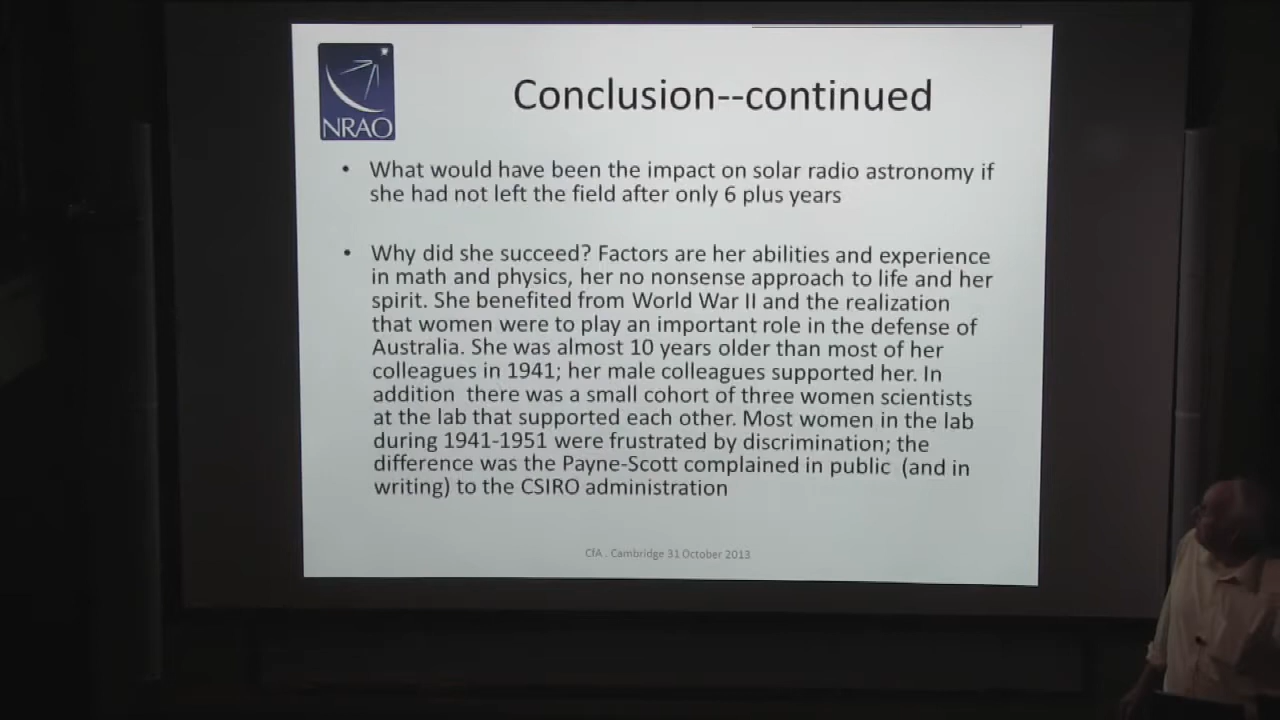 NRAO
Conclusion--continued
• What would have been the impact on solar radio astronomy if
she had not left the field after only 6 plus years
• Why did she succeed? Factors are her abilities and experience
in math and physics, her no nonsense approach to life and her
spirit. She benefited from World War II and the realization
that women were to play an important role in the defense of
Australia. She was almost 10 years older than most of her
colleagues in 1941; her male colleagues supported her. In
addition  there was a small cohort of three women scientists
at the lab that supported each other. Most women in the lab
during 1941-1951 were frustrated by discrimination; the
difference was the Payne-Scott complained in public  (and in
writing) to the CSIRO administration
CfA . Cambridge 31 October 2013